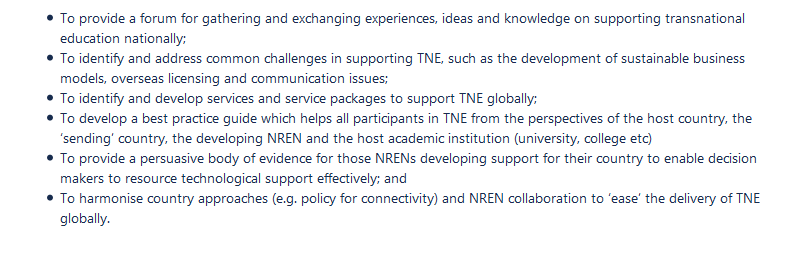 • To provide a forum for gathering and exchanging experiences, ideas and knowledge on supporting transnational
education nationally;
• To identify and address common challenges in supporting TNE, such as the development of sustainable business
models, overseas licensing and communication issues;
• To identify and develop services and service packages to support TNE globally;
• To develop a best practice guide which helps all participants in TNE from the perspectives of the host country, the
‘sending’ country, the developing NREN and the host academic institution (university, college etc)
• To provide a persuasive body of evidence for those NRENs developing support for their country to enable decision
makers to resource technological support effectively; and
• To harmonise country approaches (e.g. policy for connectivity) and NREN collaboration to ‘ease’ the delivery of TNE
globally.